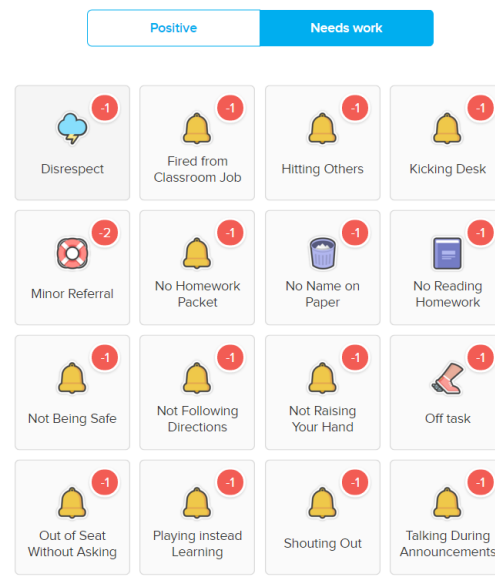 Positive
Needs work
-1
Disrespect
-1
Fired from
Classroom Job
-1
Hitting Others
-1
Kicking Desk
-2
Minor Referral
-1
No Homework
Packet
-1
No Name on
Paper
-1
No Reading
Homework
-1
Not Being Safe
-1
Not Following
Directions
-1
Not Raising
Your Hand
-1
Off task
-1
Out of Seat
Without Asking
-1
Playing instead
Learning
-1
Shouting Out
-1
Talking During
Announcements